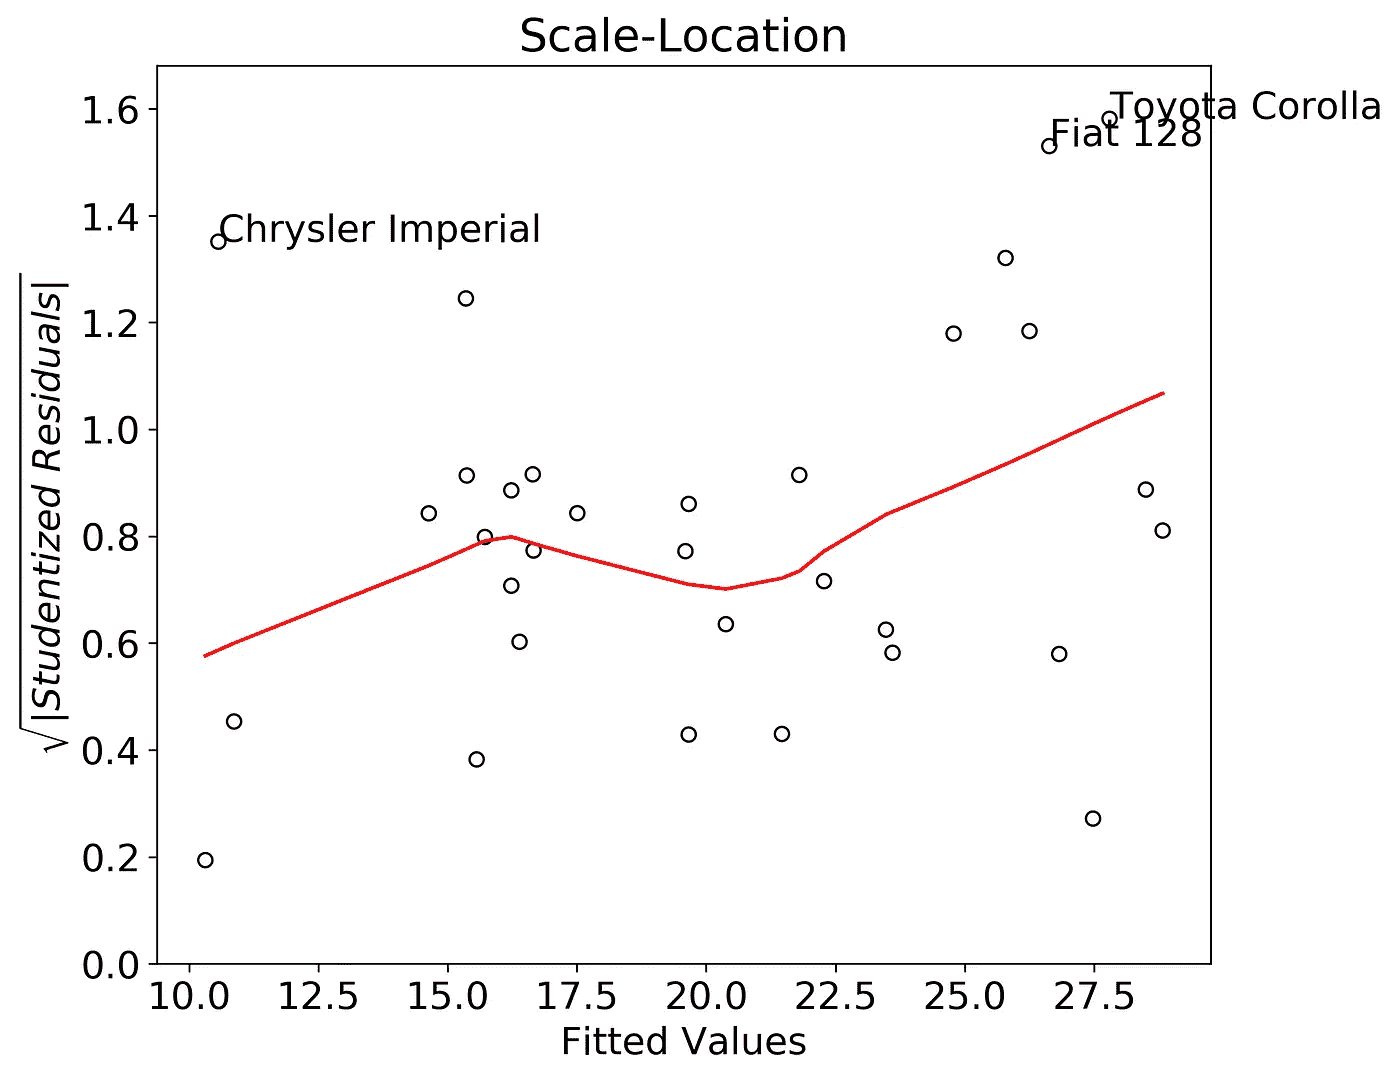 Scale-Location
Toyota Corolla
Fiat 128
Chrysler Imperial
√|Studentized Residuals|
1.6
1.4
1.2
1.0
0.8
0.6
0.4
0.2
0.0
10.0 12.5 15.0 17.5 20.0 22.5 25.0 27.5
Fitted Values